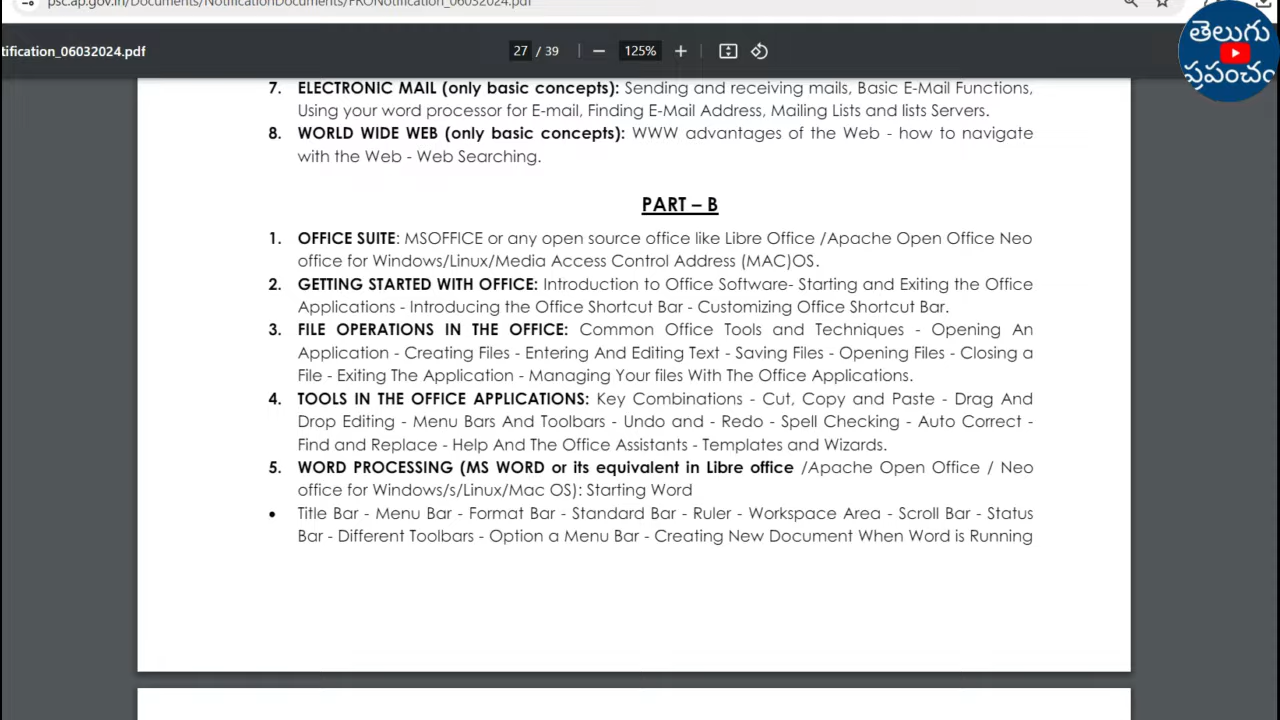 psc.ap.gov.in/Documents/NotificationDocuments/FRONotification_06032024.pdf
tification_06032024.pdf
27 / 39
125%
తెలుగు
ప్రపంచం
7. ELECTRONIC MAIL (only basic concepts): Sending and receiving mails, Basic E-Mail Functions,
Using your word processor for E-mail, Finding E-Mail Address, Mailing Lists and lists Servers.
8. WORLD WIDE WEB (only basic concepts): WWW advantages of the Web - how to navigate
with the Web - Web Searching.
PART – B
1. OFFICE SUITE: MSOFFICE or any open source office like Libre Office /Apache Open Office Neo
office for Windows/Linux/Media Access Control Address (MAC)OS.
2. GETTING STARTED WITH OFFICE: Introduction to Office Software- Starting and Exiting the Office
Applications - Introducing the Office Shortcut Bar - Customizing Office Shortcut Bar.
3. FILE OPERATIONS IN THE OFFICE: Common Office Tools and Techniques - Opening An
Application - Creating Files - Entering And Editing Text - Saving Files - Opening Files - Closing a
File - Exiting The Application - Managing Your files With The Office Applications.
4. TOOLS IN THE OFFICE APPLICATIONS: Key Combinations - Cut, Copy and Paste - Drag And
Drop Editing - Menu Bars And Toolbars - Undo and - Redo - Spell Checking - Auto Correct -
Find and Replace - Help And The Office Assistants - Templates and Wizards.
5. WORD PROCESSING (MS WORD or its equivalent in Libre office /Apache Open Office / Neo
office for Windows/s/Linux/Mac OS): Starting Word
• Title Bar - Menu Bar - Format Bar - Standard Bar - Ruler - Workspace Area - Scroll Bar - Status
Bar - Different Toolbars - Option a Menu Bar - Creating New Document When Word is Running